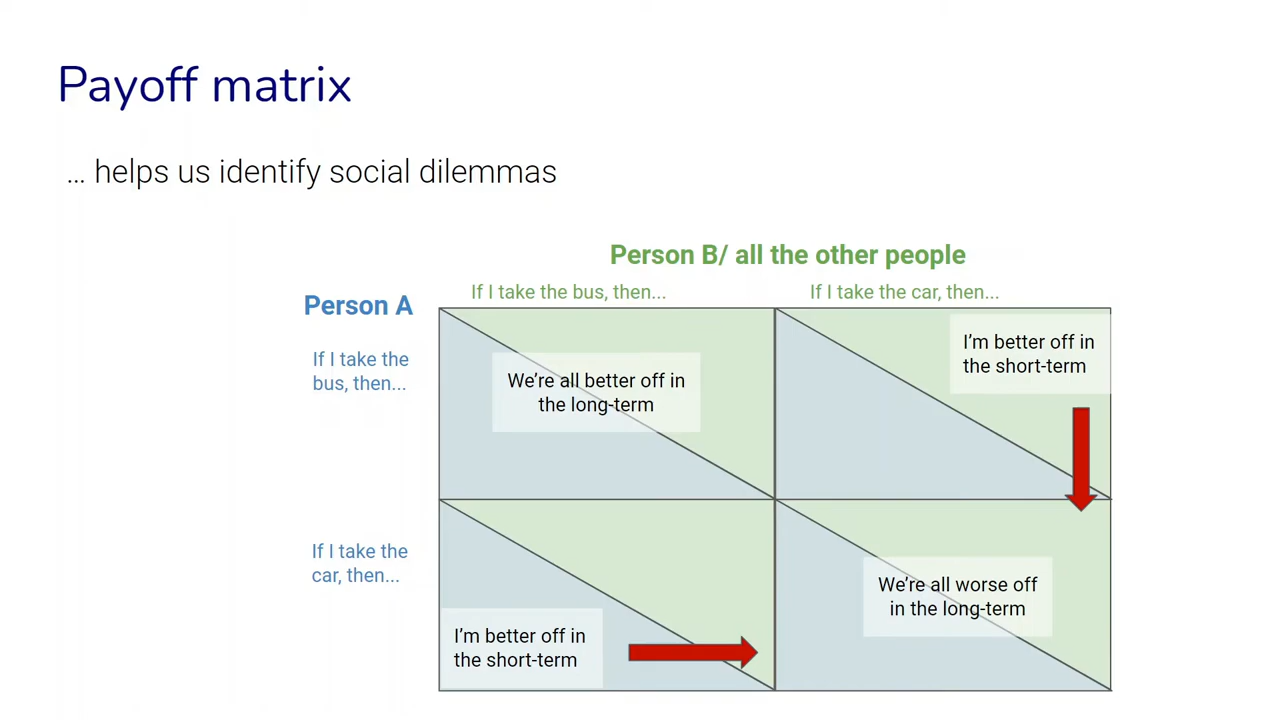 Payoff matrix
… helps us identify social dilemmas
Person B/ all the other people
If I take the bus, then...
If I take the car, then...
Person A
If I take the
bus, then...
We’re all better off in
the long-term
I’m better off in
the short-term
If I take the
car, then...
I’m better off in
the short-term
We’re all worse off
in the long-term